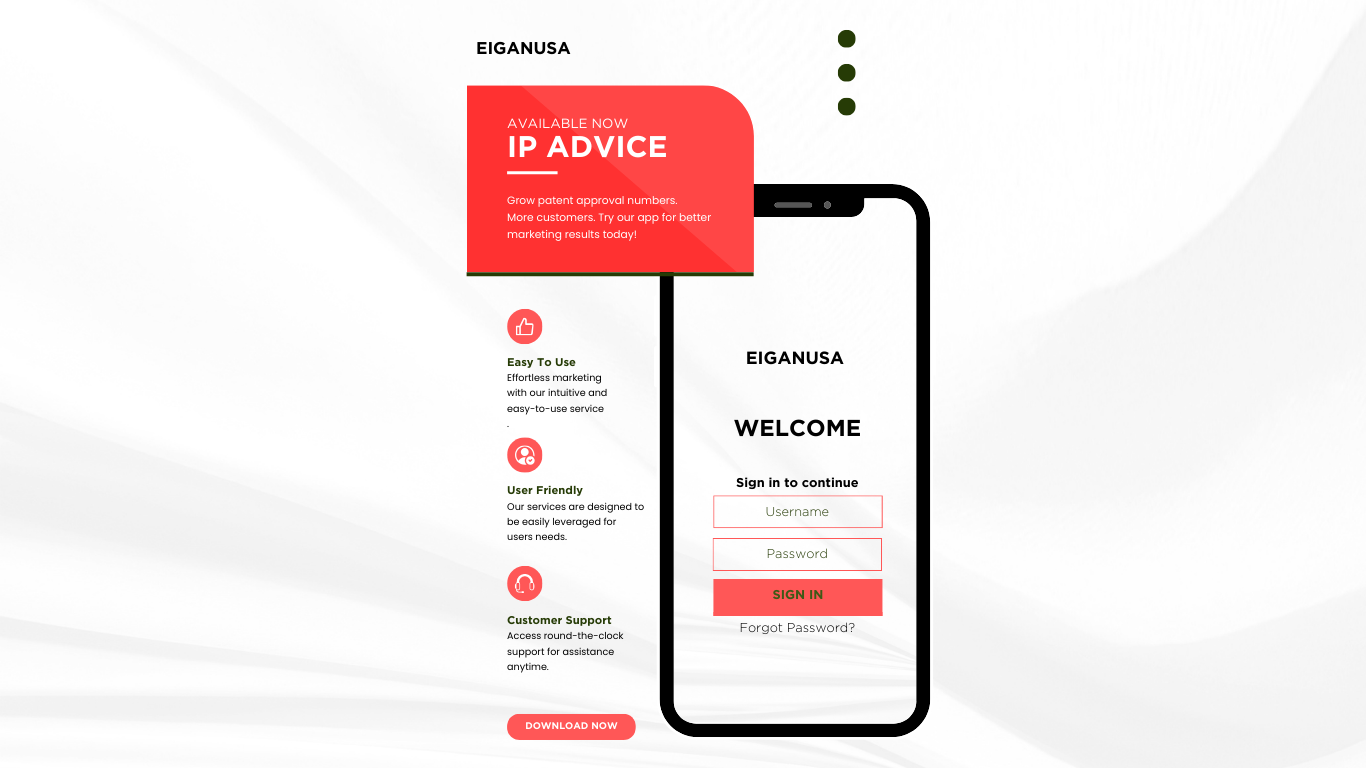 EIGANUSA
AVAILABLE NOW
IP ADVICE
Grow patent approval numbers.
More customers. Try our app for better
marketing results today!
Easy To Use
Effortless marketing
with our intuitive and
easy-to-use service
.
User Friendly
Our services are designed to
be easily leveraged for
users needs.
Customer Support
Access round-the-clock
support for assistance
anytime.
DOWNLOAD NOW
EIGANUSA
WELCOME
Sign in to continue
Username
Password
SIGN IN
Forgot Password?